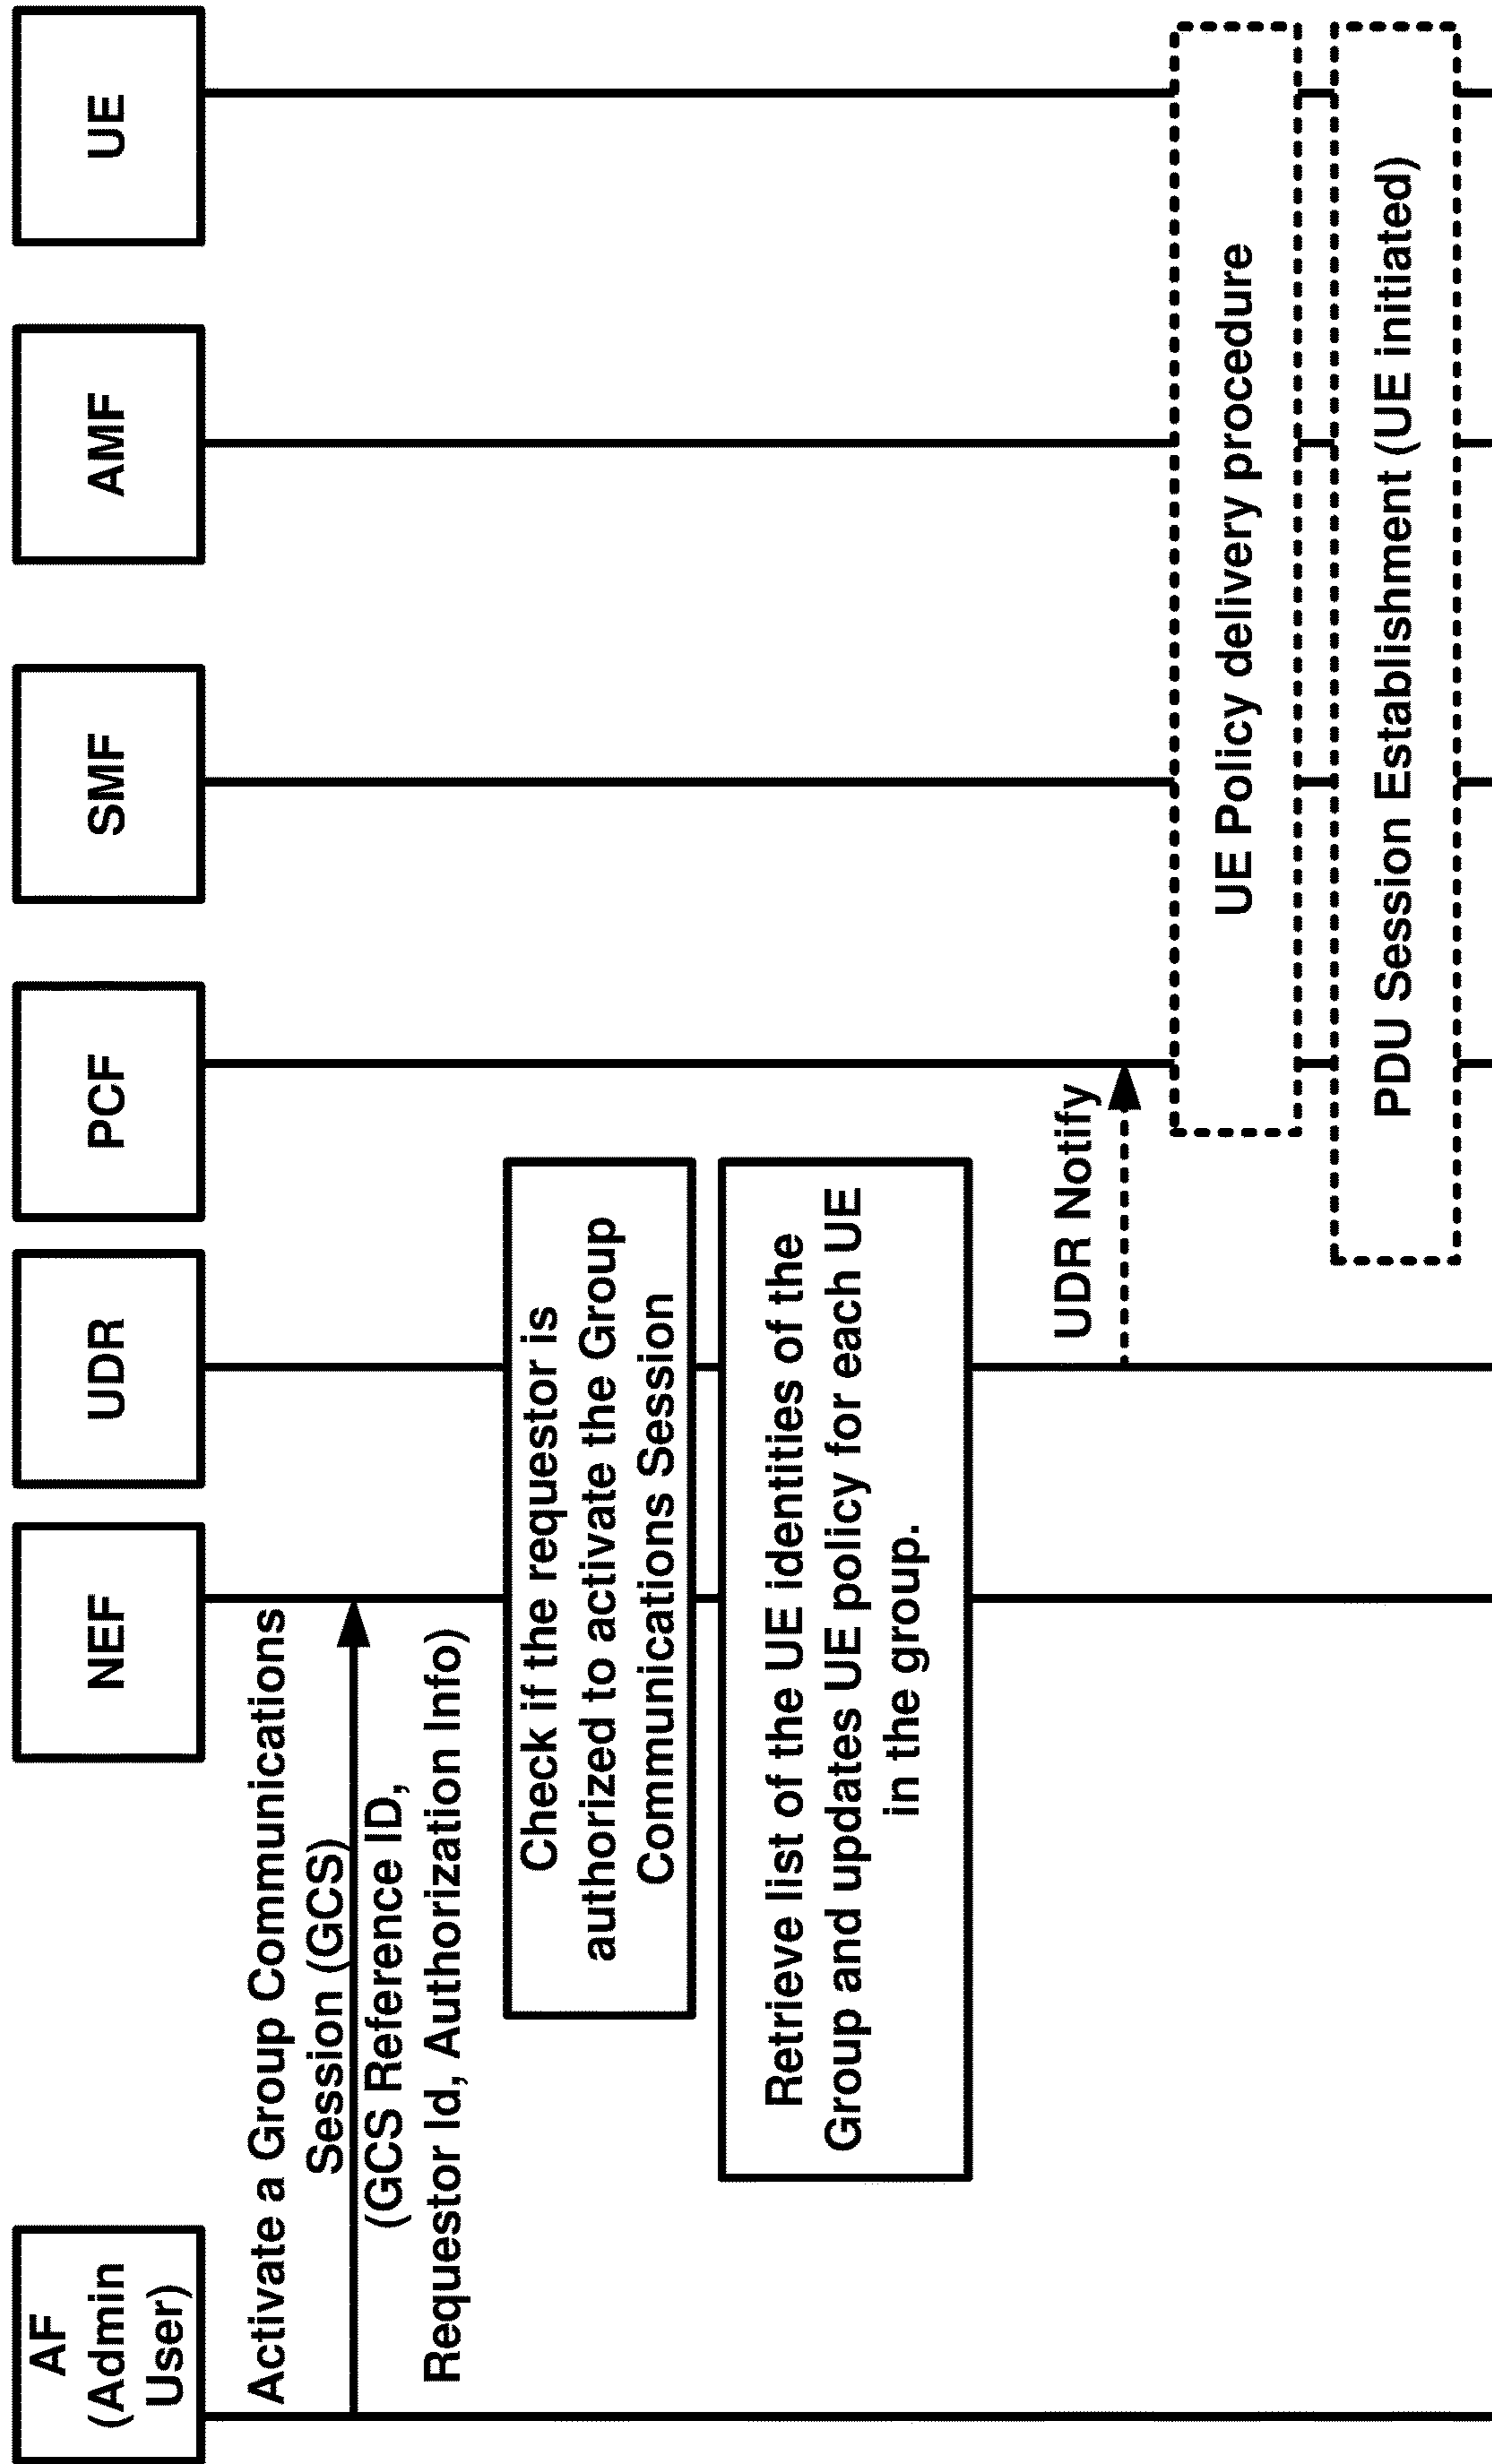 AF
(Admin
User)
NEF
UDR
PCF
SMF
AMF
UE
Activate a Group Communications
Session (GCS)
(GCS Reference ID,
Requestor Id, Authorization Info)
Check if the requestor is
authorized to activate the Group
Communications Session
Retrieve list of the UE identities of the
Group and updates UE policy for each UE
in the group.
UDR Notify
UE Policy delivery procedure
PDU Session Establishment (UE initiated)